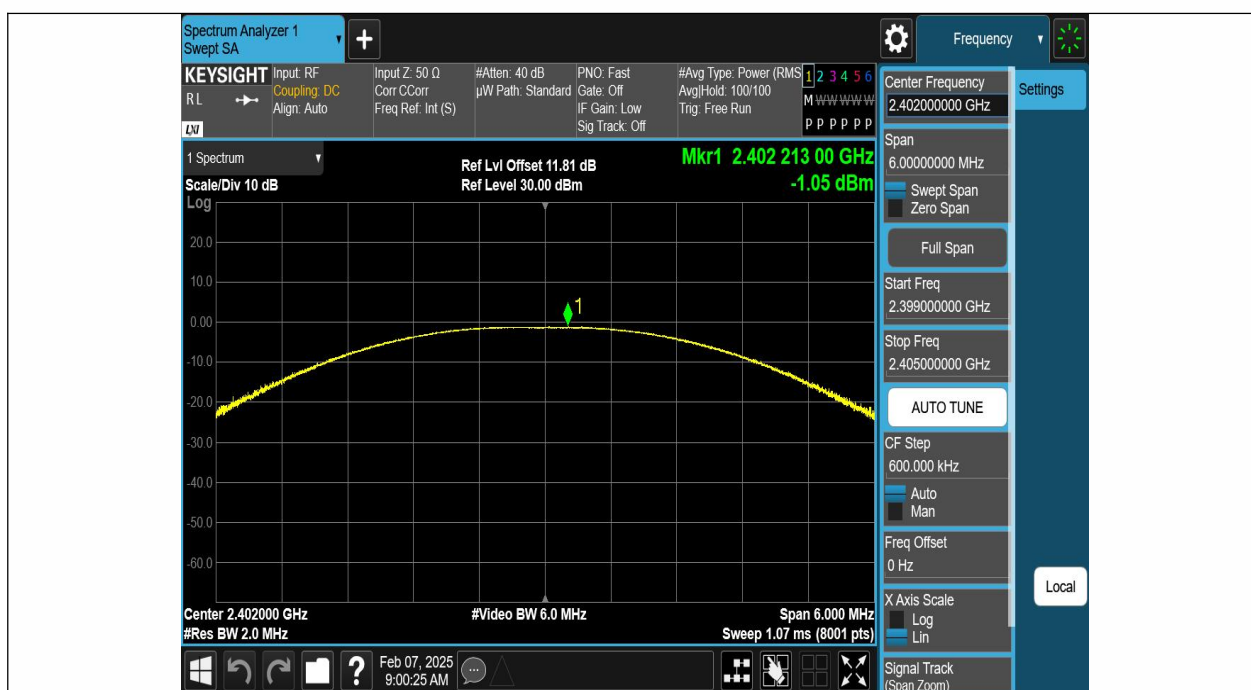 Spectrum Analyzer 1
Swept SA
+
Frequency
KEYSIGHT
R L
LXI
Input: RF
Coupling: DC
Align: Auto
Input Z: 50 Ω
Corr CCorr
Freq Ref: Int (S)
#Atten: 40 dB
µW Path: Standard
PNO: Fast
Gate: Off
IF Gain: Low
Sig Track: Off
#Avg Type: Power (RMS
Avg|Hold: 100/100
Trig: Free Run
1 2 3 4 5 6
M W W W W W
P P P P P P
Center Frequency
2.402000000 GHz
Settings
Span
6.00000000 MHz
Swept Span
Zero Span
Full Span
Start Freq
2.399000000 GHz
Stop Freq
2.405000000 GHz
AUTO TUNE
CF Step
600.000 kHz
Auto
Man
Freq Offset
0 Hz
X Axis Scale
Log
Lin
Signal Track
(Span Zoom)
Local
1 Spectrum
Scale/Div 10 dB
Ref Lvl Offset 11.81 dB
Ref Level 30.00 dBm
Mkr1 2.402 213 00 GHz
-1.05 dBm
Log
20.0
10.0
0.00
-10.0
-20.0
-30.0
-40.0
-50.0
-60.0
1
Center 2.402000 GHz
#Res BW 2.0 MHz
#Video BW 6.0 MHz
Span 6.000 MHz
Sweep 1.07 ms (8001 pts)
?
Feb 07, 2025
9:00:25 AM